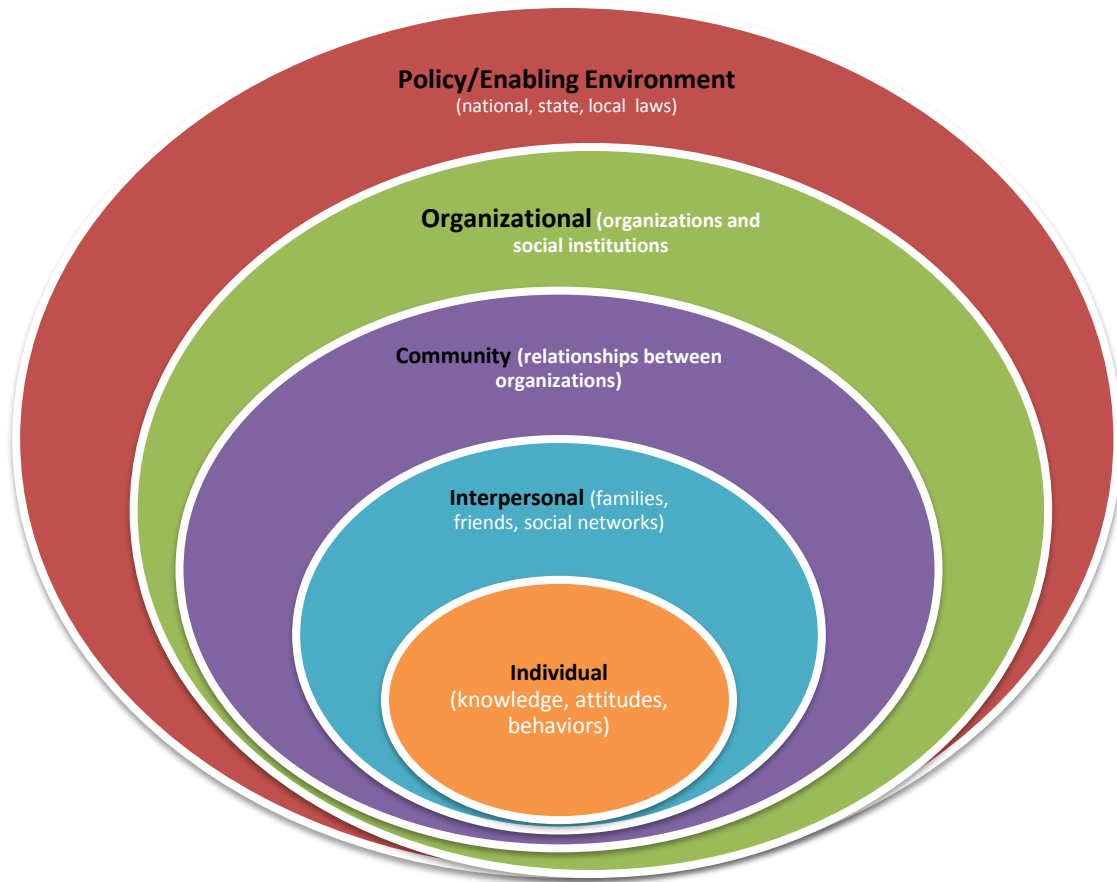 Policy/Enabling Environment
(national, state, local laws)
Organizational (organizations and
social institutions
Community (relationships between
organizations)
Interpersonal (families,
friends, social networks)
Individual
(knowledge, attitudes,
behaviors)